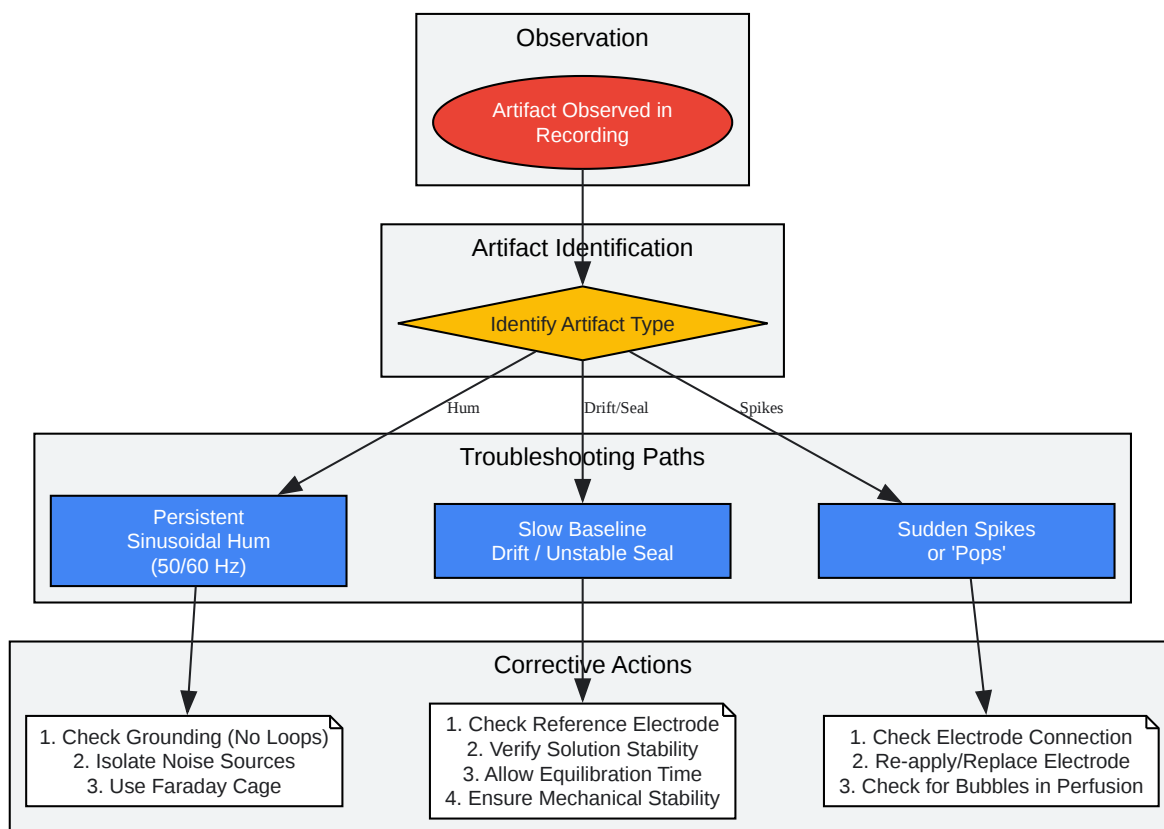 Observation
Artifact Observed in
Recording
Artifact Identification
Identify Artifact Type
Hum
Drift/Seal
Spikes
Troubleshooting Paths
Persistent
Sinusoidal Hum
(50/60 Hz)
Slow Baseline
Drift / Unstable Seal
Sudden Spikes
or 'Pops'
Corrective Actions
1. Check Grounding (No Loops)
2. Isolate Noise Sources
3. Use Faraday Cage
1. Check Reference Electrode
2. Verify Solution Stability
3. Allow Equilibration Time
4. Ensure Mechanical Stability
1. Check Electrode Connection
2. Re-apply/Replace Electrode
3. Check for Bubbles in Perfusion